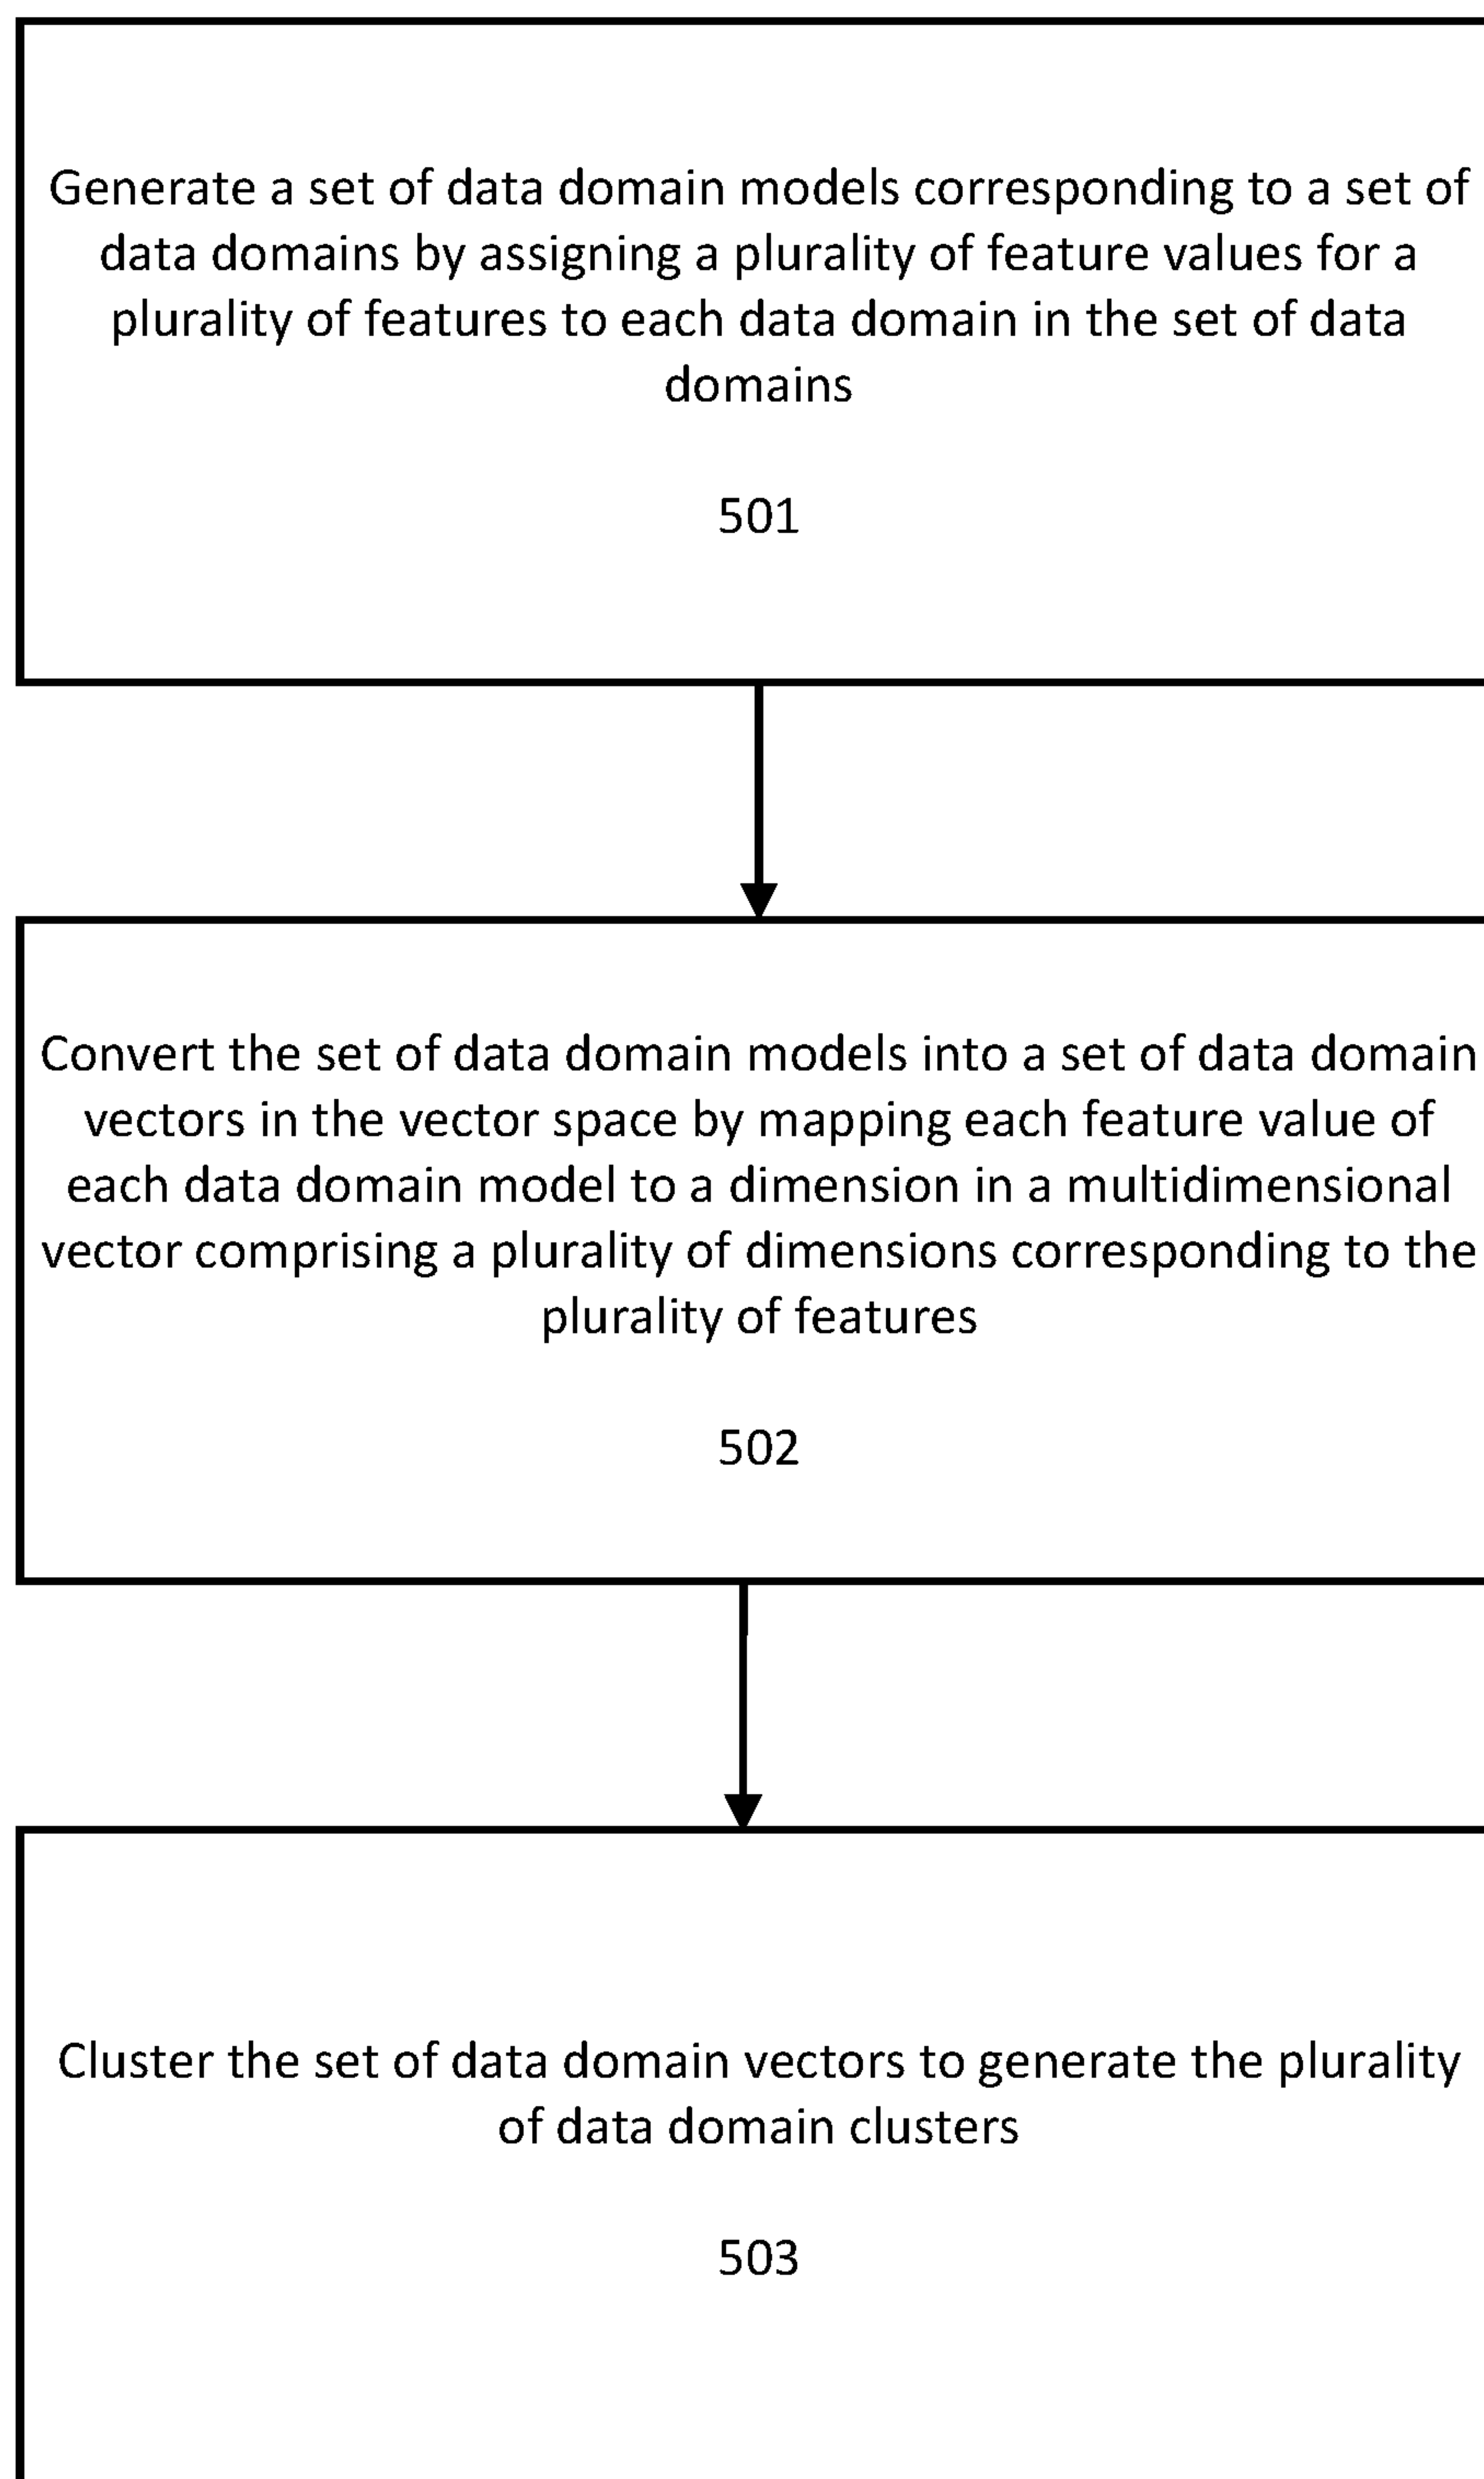 Generate a set of data domain models corresponding to a set of
data domains by assigning a plurality of feature values for a
plurality of features to each data domain in the set of data
domains
501
Convert the set of data domain models into a set of data domain
vectors in the vector space by mapping each feature value of
each data domain model to a dimension in a multidimensional
vector comprising a plurality of dimensions corresponding to the
plurality of features
502
Cluster the set of data domain vectors to generate the plurality
of data domain clusters
503